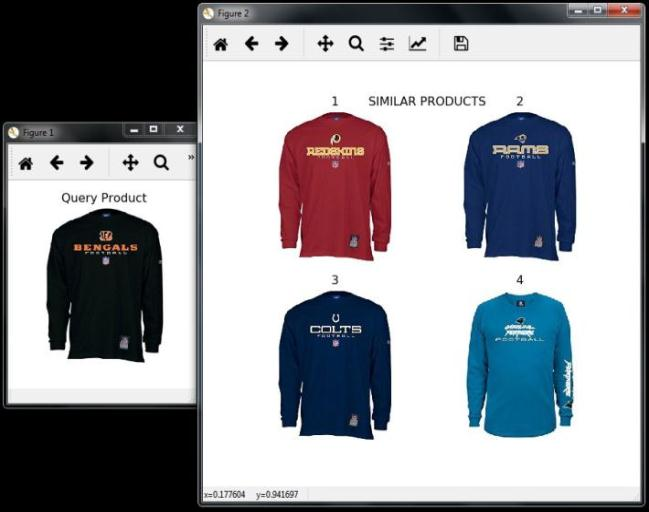 Figure 1
»
Query Product
BENGALS
FOOTBALL
Figure 2
1 SIMILAR PRODUCTS 2
REDSKINS
FOOTBALL
RAMS
FOOTBALL
3 4
COLTS
FOOTBALL
FOOTBALL
x=0.177604 y=0.941697